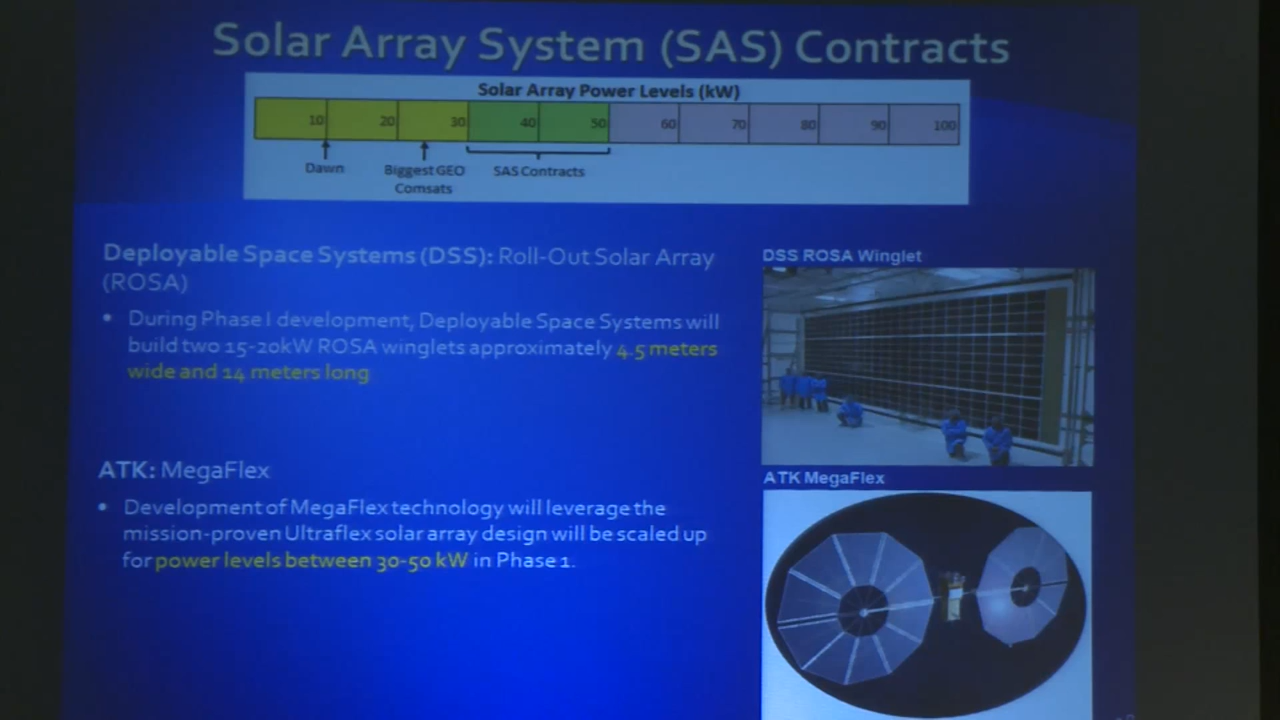 Solar Array System (SAS) Contracts
Solar Array Power Levels (kW)
10 20 30 40 50 60 70 80 90 100
Dawn
Biggest GEO
Comsats
SAS Contracts
Deployable Space Systems (DSS): Roll-Out Solar Array
(ROSA)
• During Phase I development, Deployable Space Systems will
build two 15-20kW ROSA winglets approximately 4.5 meters
wide and 14 meters long
DSS ROSA Winglet
ATK: MegaFlex
• Development of MegaFlex technology will leverage the
mission-proven Ultraflex solar array design will be scaled up
for power levels between 30-50 kW in Phase 1.
ATK MegaFlex